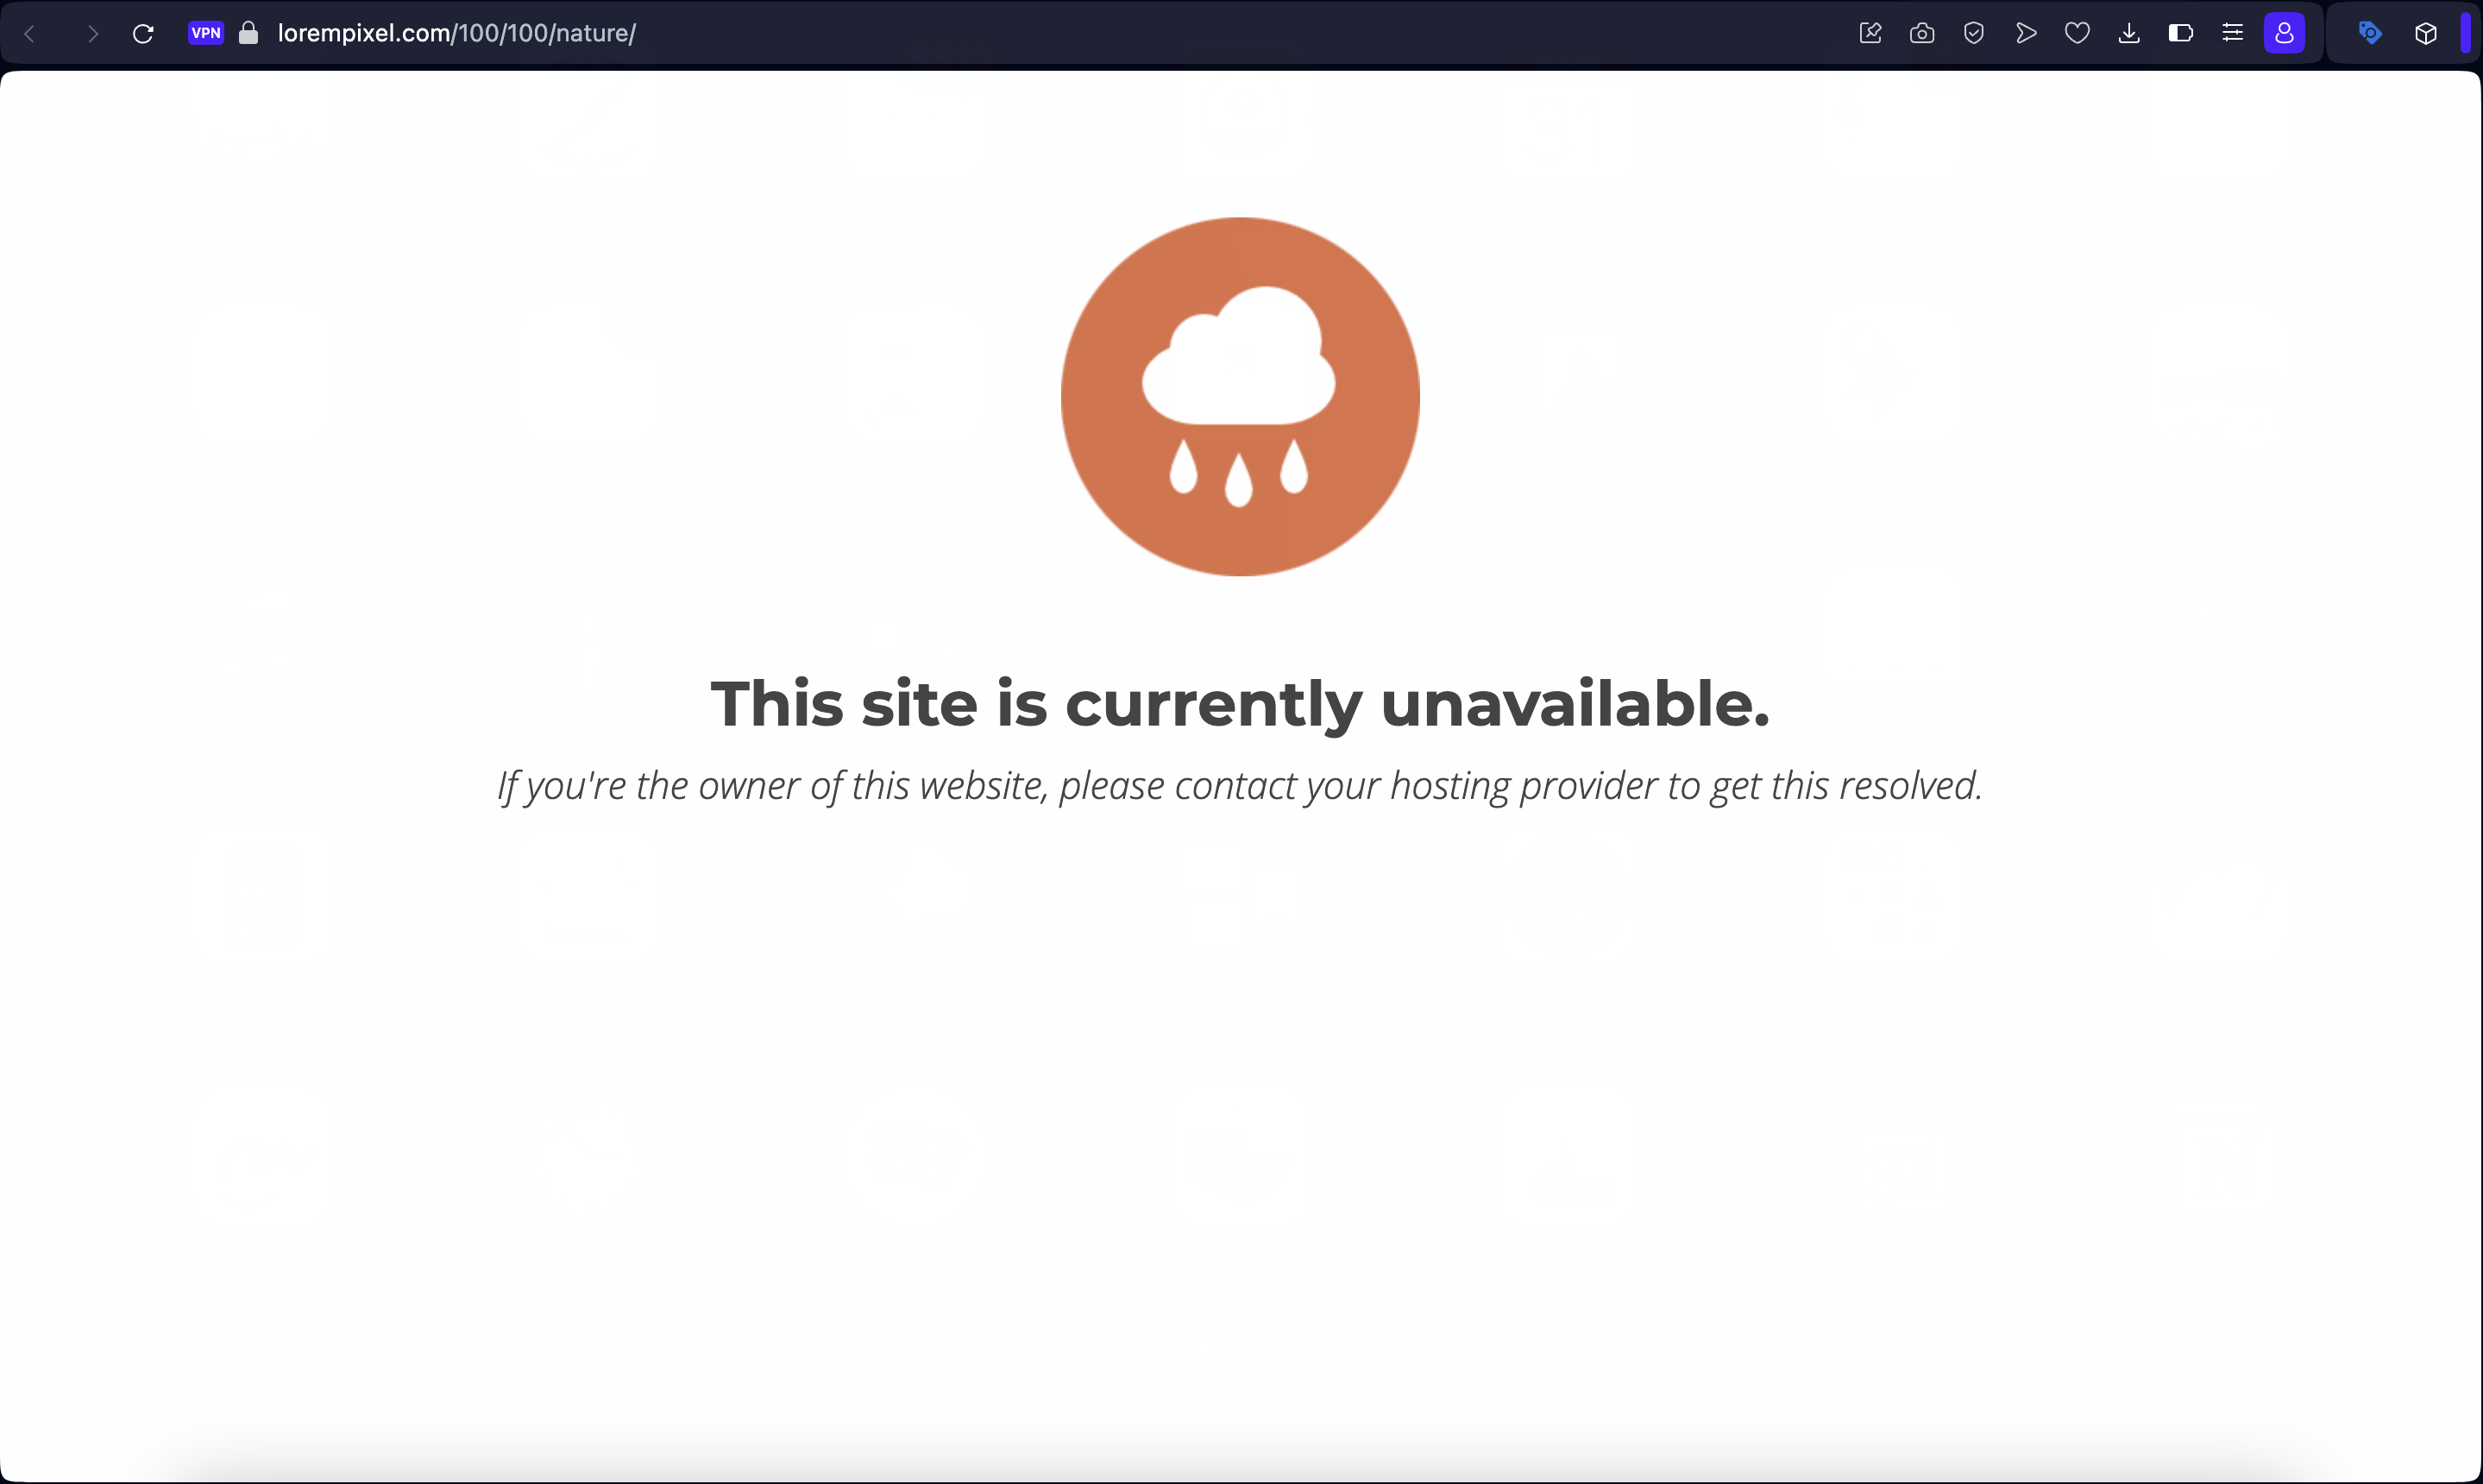 VPN lorempixel.com/100/100/nature/
This site is currently unavailable.
If you're the owner of this website, please contact your hosting provider to get this resolved.